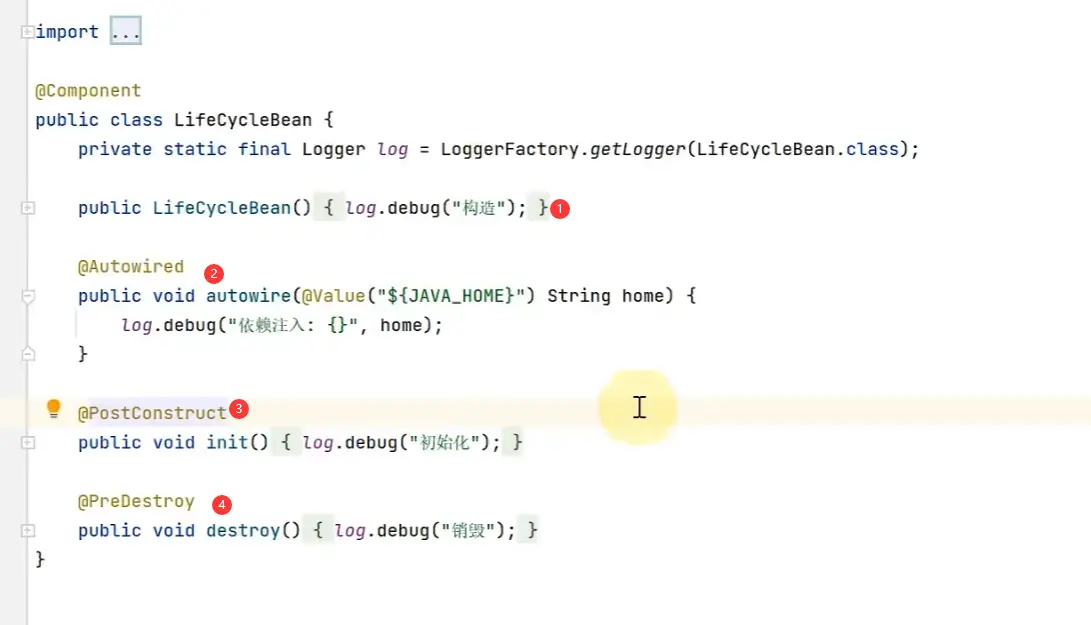 import ...
@Component
public class LifeCycleBean {
private static final Logger log = LoggerFactory.getLogger(LifeCycleBean.class);
public LifeCycleBean() { log.debug("构造"); } 1
@Autowired 2
public void autowire(@Value("${JAVA_HOME}") String home) {
log.debug("依赖注入: {}", home);
}
@PostConstruct 3
public void init() { log.debug("初始化"); }
@PreDestroy 4
public void destroy() { log.debug("销毁"); }
}